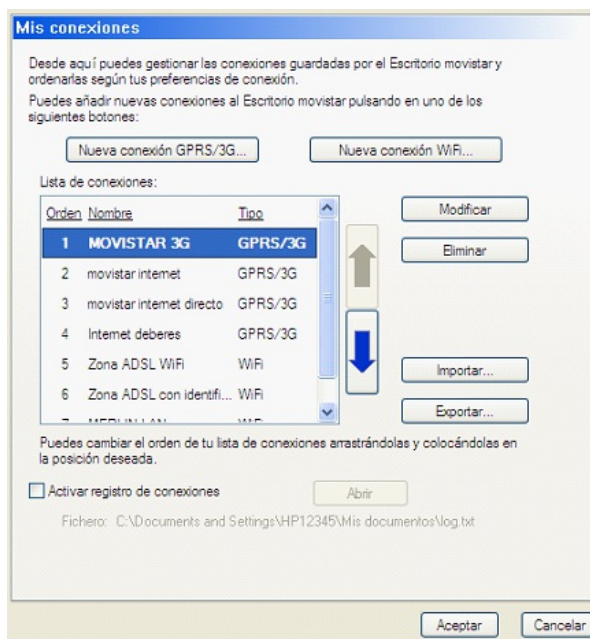 Mis conexiones
Desde aquí puedes gestionar las conexiones guardadas por el Escritorio movistar y
ordenarlas según tus preferencias de conexión.
Puedes añadir nuevas conexiones al Escritorio movistar pulsando en uno de los
siguientes botones:
Nueva conexión GPRS/3G... Nueva conexión WiFi...
Lista de conexiones:
Orden Nombre Tipo
1 MOVISTAR 3G GPRS/3G
2 movistar internet GPRS/3G
3 movistar internet directo GPRS/3G
4 Internet deberes GPRS/3G
5 Zona ADSL WiFi WiFi
6 Zona ADSL con identifi... WiFi
Modificar
Eliminar
Importar...
Exportar...
Puedes cambiar el orden de tu lista de conexiones arrastrándolas y colocándolas en
la posición deseada.
Activar registro de conexiones Abrir
Fichero: C:\Documents and Settings\HP12345\Mis documentos\log.txt
Aceptar Cancelar